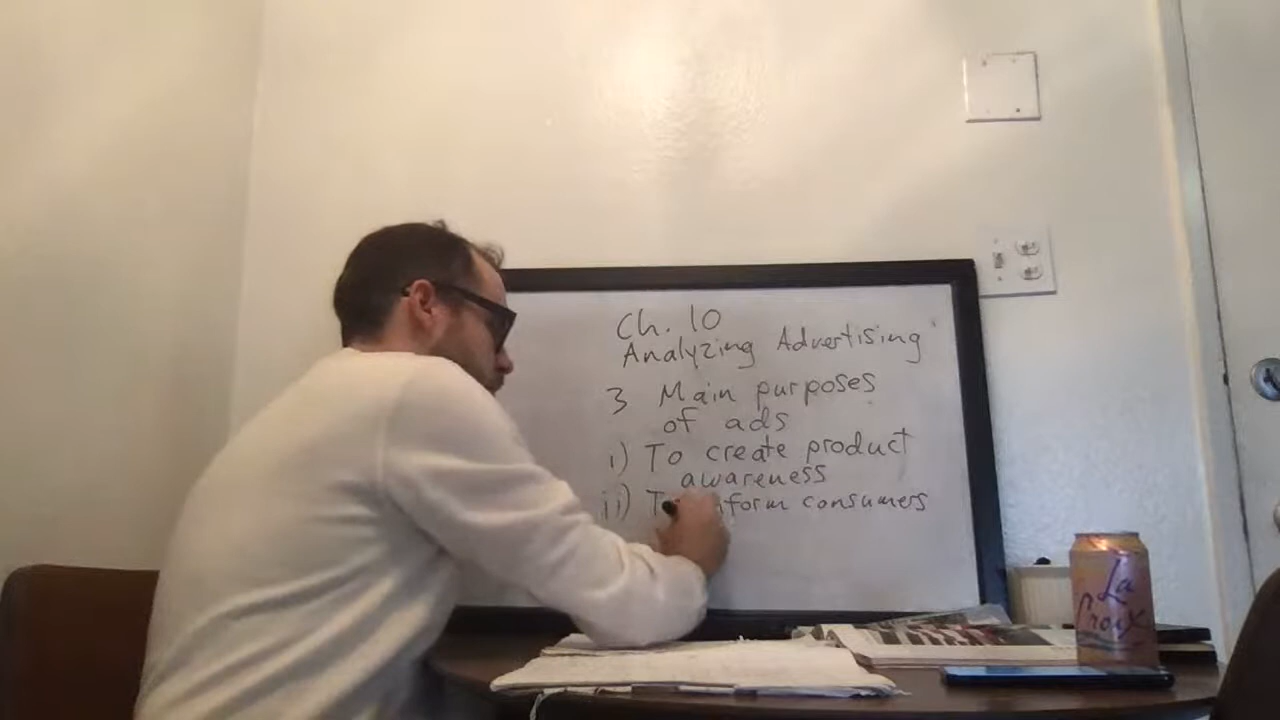 Ch. 10
Analyzing Advertising
3 Main purposes
of ads
i) To create product
awareness
ii) consumers
La
Croix